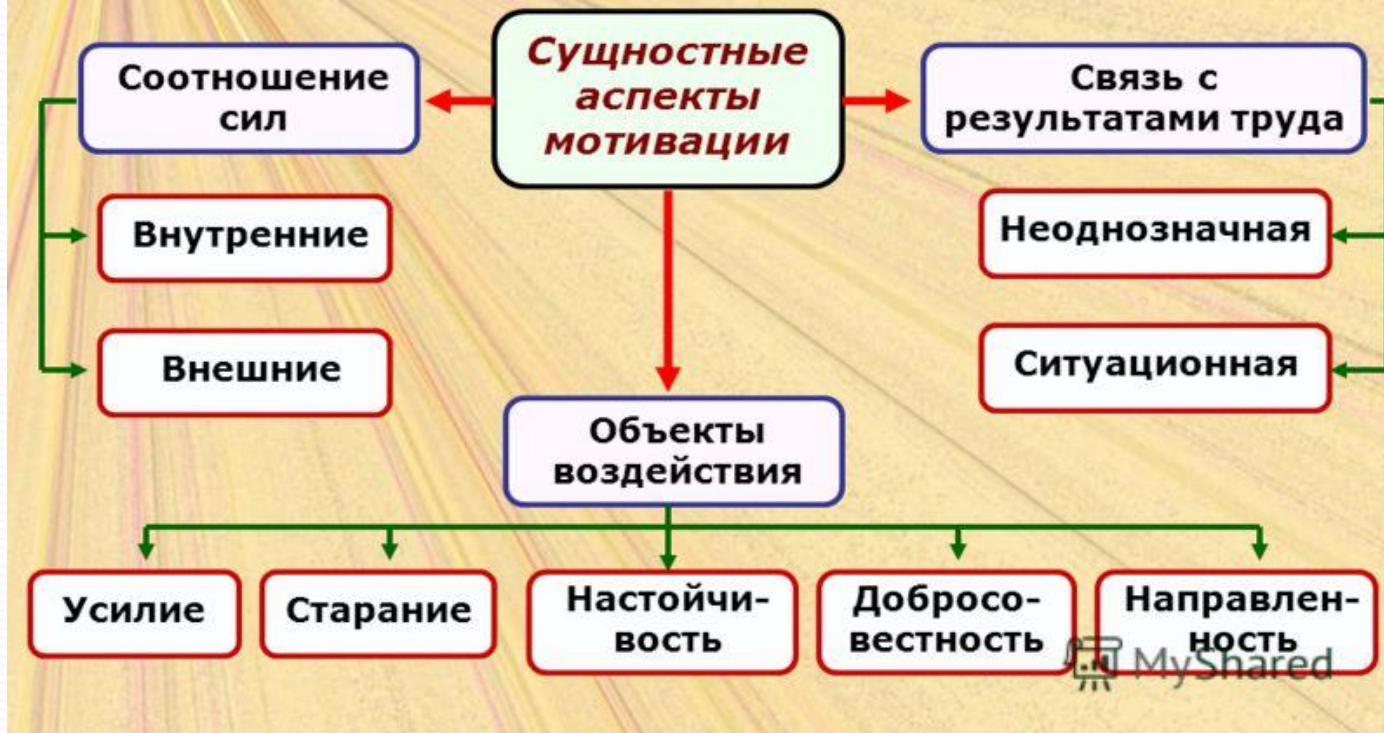 Сущностные
аспекты
мотивации
Соотношение
сил
Внутренние
Внешние
Связь с
результатами труда
Неоднозначная
Ситуационная
Объекты
воздействия
Усилие
Старание
Настойчи-
вость
Добросо-
вестность
Направлен-
ность
MyShared